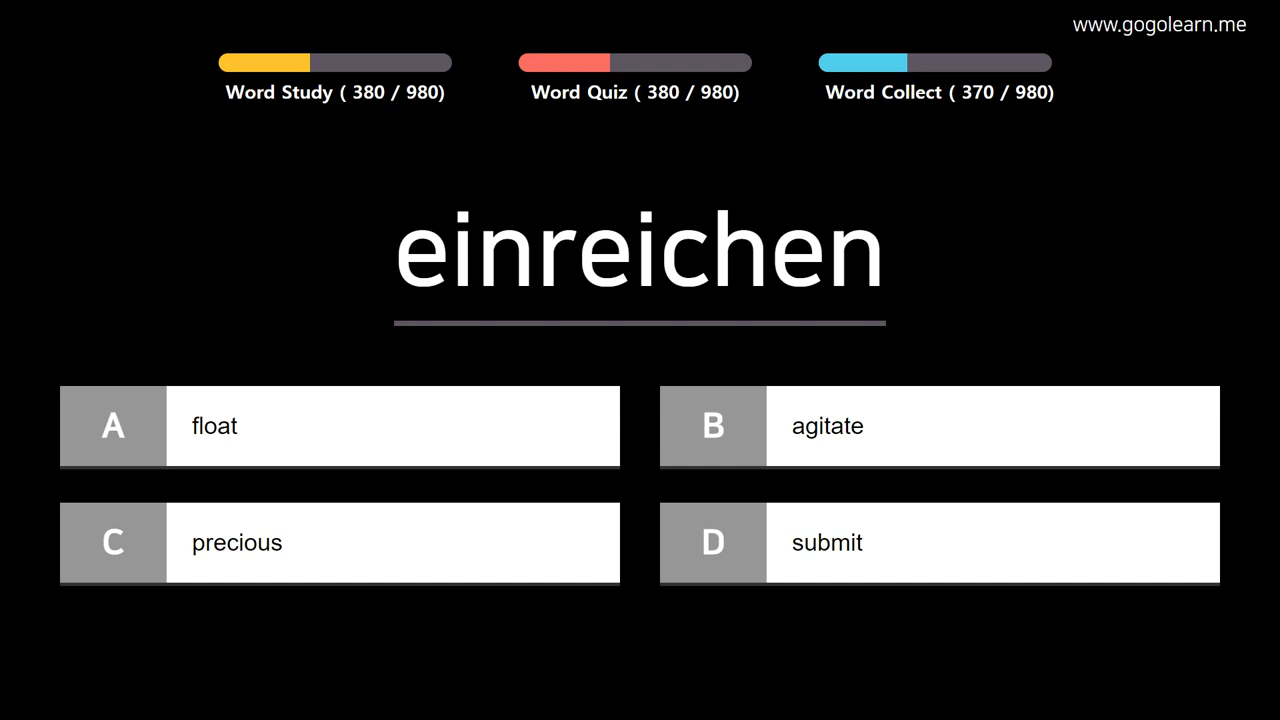 www.gogolearn.me
Word Study ( 380 / 980)
Word Quiz ( 380 / 980)
Word Collect ( 370 / 980)
einreichen
A float
B agitate
C precious
D submit